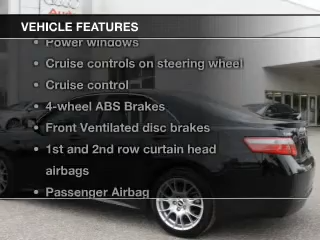 VEHICLE FEATURES
• Power windows
• Cruise controls on steering wheel
• Cruise control
• 4-wheel ABS Brakes
• Front Ventilated disc brakes
• 1st and 2nd row curtain head
airbags
• Passenger Airbag